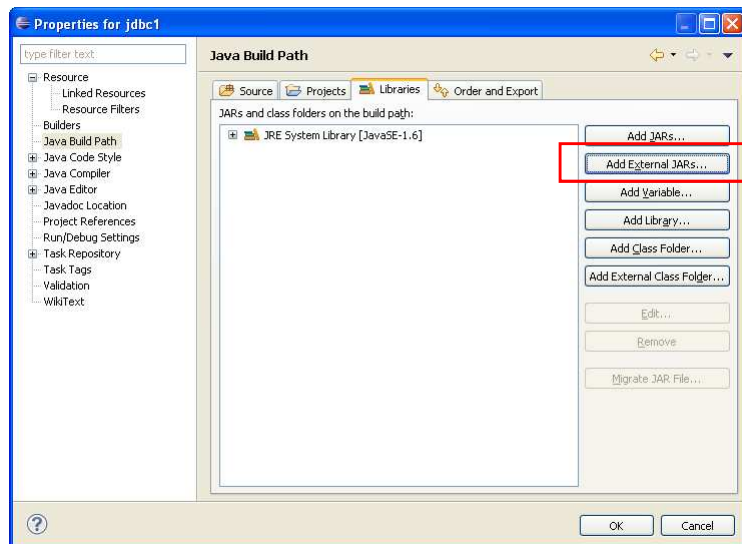 Properties for jdbc1
type filter text
Resource
Linked Resources
Resource Filters
Builders
Java Build Path
Java Code Style
Java Compiler
Java Editor
Javadoc Location
Project References
Run/Debug Settings
Task Repository
Task Tags
Validation
WikiText
Java Build Path
Source Projects Libraries Order and Export
JARs and class folders on the build path:
JRE System Library [JavaSE-1.6]
Add JARs...
Add External JARs...
Add Variable...
Add Library...
Add Class Folder...
Add External Class Folder...
Edit...
Remove
Migrate JAR File...
?
OK Cancel